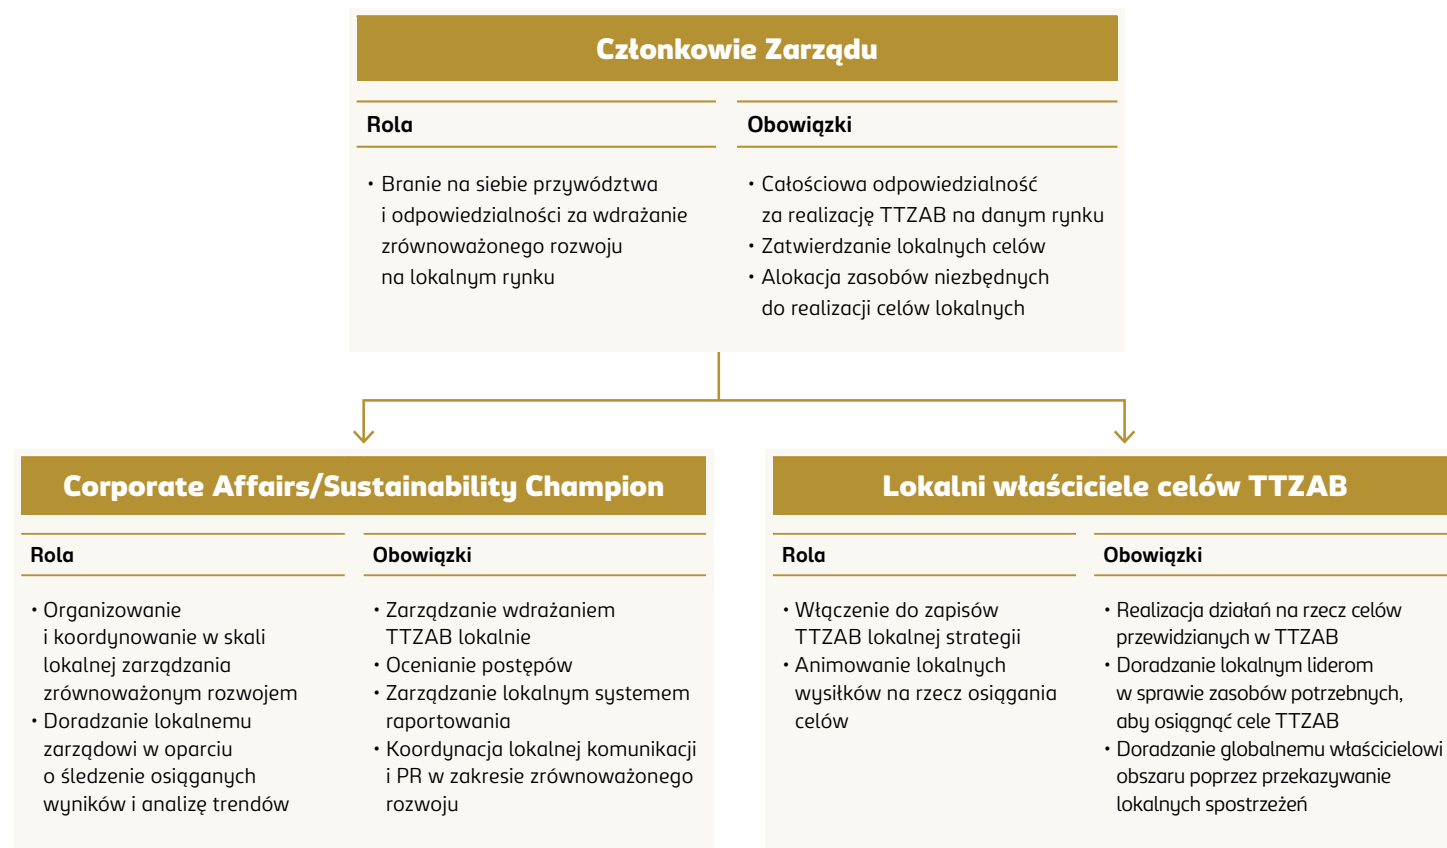 Członkowie Zarządu
Rola
• Branie na siebie przywództwa
i odpowiedzialności za wdrażanie
zrównoważonego rozwoju
na lokalnym rynku
Obowiązki
• Całościowa odpowiedzialność
za realizację TTZAB na danym rynku
• Zatwierdzanie lokalnych celów
• Alokacja zasobów niezbędnych
do realizacji celów lokalnych
Corporate Affairs/Sustainability Champion
Rola
• Organizowanie
i koordynowanie w skali
lokalnej zarządzania
zrównoważonym rozwojem
• Doradzanie lokalnemu
zarządowi w oparciu
o śledzenie osiąganych
wyników i analizę trendów
Obowiązki
• Zarządzanie wdrażaniem
TTZAB lokalnie
• Ocenianie postępów
• Zarządzanie lokalnym systemem
raportowania
• Koordynacja lokalnej komunikacji
i PR w zakresie zrównoważonego
rozwoju
Lokalni właściciele celów TTZAB
Rola
• Włączenie do zapisów
TTZAB lokalnej strategii
• Animowanie lokalnych
wysiłków na rzecz osiągania
celów
Obowiązki
• Realizacja działań na rzecz celów
przewidzianych w TTZAB
• Doradzanie lokalnym liderom
w sprawie zasobów potrzebnych,
aby osiągnąć cele TTZAB
• Doradzanie globalnemu właścicielowi
obszaru poprzez przekazywanie
lokalnych spostrzeżeń